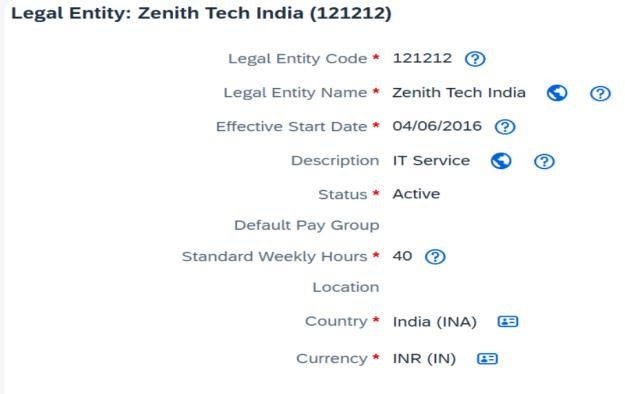 Legal Entity: Zenith Tech India (121212)
Legal Entity Code * 121212 ?
Legal Entity Name * Zenith Tech India ?
Effective Start Date * 04/06/2016 ?
Description IT Service ?
Status * Active
Default Pay Group
Standard Weekly Hours * 40 ?
Location
Country * India (INA)
Currency * INR (IN)